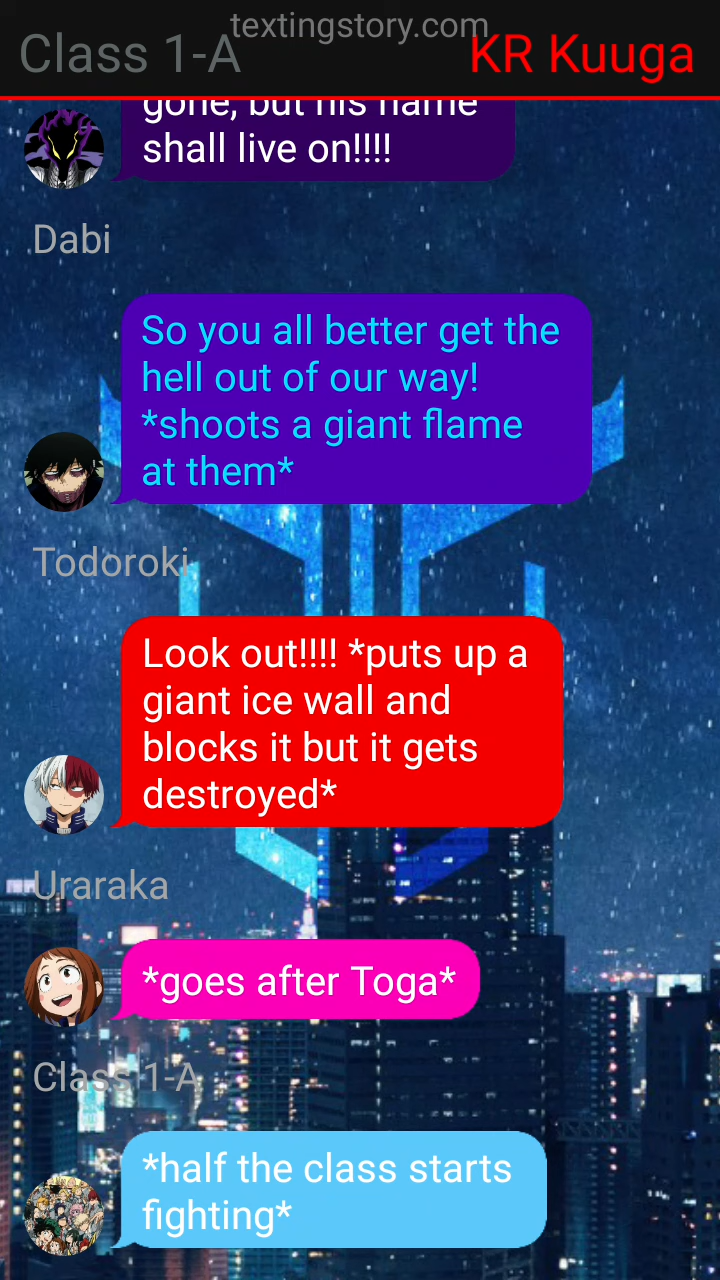 textingstory.com
Class 1-A
KR Kuuga
gone, but his name
shall live on!!!!
Dabi
So you all better get the
hell out of our way!
*shoots a giant flame
at them*
Todoroki
Look out!!!! *puts up a
giant ice wall and
blocks it but it gets
destroyed*
Uraraka
*goes after Toga*
Class 1-A
*half the class starts
fighting*